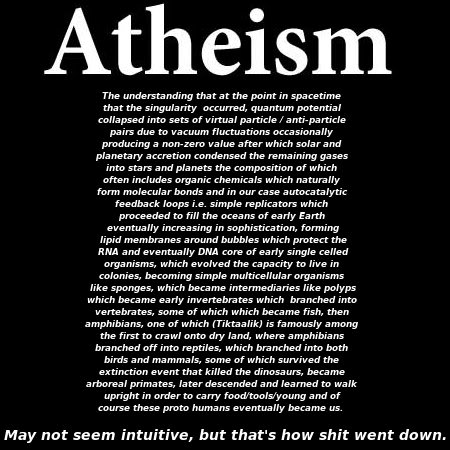 Atheism
The understanding that at the point in spacetime
that the singularity occurred, quantum potential
collapsed into sets of virtual particle / anti-particle
pairs due to vacuum fluctuations occasionally
producing a non-zero value after which solar and
planetary accretion condensed the remaining gases
into stars and planets the composition of which
often includes organic chemicals which naturally
form molecular bonds and in our case autocatalytic
feedback loops i.e. simple replicators which
proceeded to fill the oceans of early Earth
eventually increasing in sophistication, forming
lipid membranes around bubbles which protect the
RNA and eventually DNA core of early single celled
organisms, which evolved the capacity to live in
colonies, becoming simple multicellular organisms
like sponges, which became intermediaries like polyps
which became early invertebrates which branched into
vertebrates, some of which which became fish, then
amphibians, one of which (Tiktaalik) is famously among
the first to crawl onto dry land, where amphibians
branched off into reptiles, which branched into both
birds and mammals, some of which survived the
extinction event that killed the dinosaurs, became
arboreal primates, later descended and learned to walk
upright in order to carry food/tools/young and of
course these proto humans eventually became us.
May not seem intuitive, but that's how shit went down.